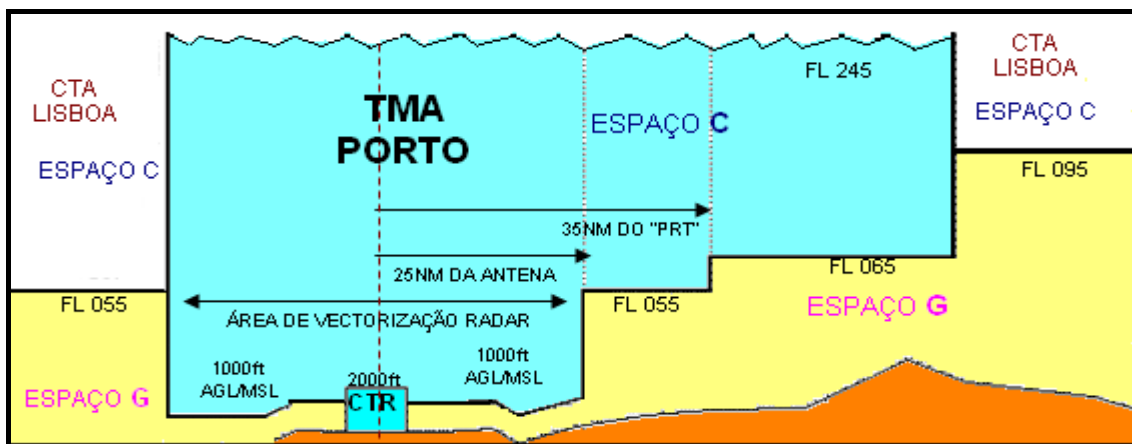 CTA
LISBOA
ESPAÇO C
FL 055
ESPAÇO G
TMA
PORTO
ESPAÇO C
FL 245
35NM DO "PRT"
25NM DA ANTENA
ÁREA DE VECTORIZAÇÃO RADAR
1000ft
AGL/MSL
2000ft
CTR
1000ft
AGL/MSL
FL 055
FL 065
ESPAÇO G
CTA
LISBOA
ESPAÇO C
FL 095